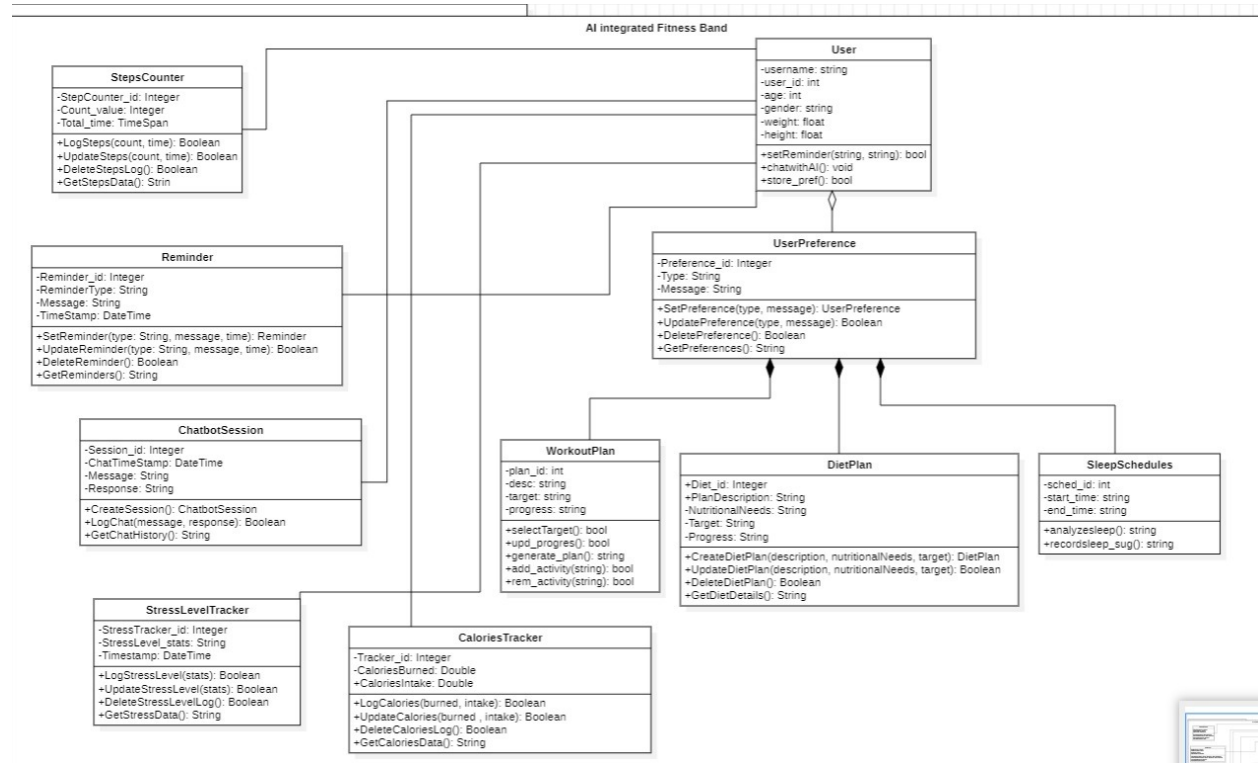 AI integrated Fitness Band
User
-username: string
-user_id: int
-age: int
-gender: string
-weight: float
-height: float
+setReminder(string, string): bool
+chatwithAI(): void
+store_pref(): bool
StepsCounter
-StepCounter_id: Integer
-Count_value: Integer
-Total_time: TimeSpan
+LogSteps(count, time): Boolean
+UpdateSteps(count, time): Boolean
+DeleteStepsLog(): Boolean
+GetStepsData(): Strin
UserPreference
-Preference_id: Integer
-Type: String
-Message: String
+SetPreference(type, message): UserPreference
+UpdatePreference(type, message): Boolean
+DeletePreference(): Boolean
+GetPreferences(): String
Reminder
-Reminder_id: Integer
-ReminderType: String
-Message: String
-TimeStamp: DateTime
+SetReminder(type: String, message, time): Reminder
+UpdateReminder(type: String, message, time): Boolean
+DeleteReminder(): Boolean
+GetReminders(): String
ChatbotSession
-Session_id: Integer
-ChatTimeStamp: DateTime
-Message: String
-Response: String
+CreateSession(): ChatbotSession
+LogChat(message, response): Boolean
+GetChatHistory(): String
WorkoutPlan
-plan_id: int
-desc: string
-target: string
-progress: string
+selectTarget(): bool
+upd_progres(): bool
+generate_plan(): string
+add_activity(string): bool
+rem_activity(string): bool
DietPlan
+Diet_id: Integer
+PlanDescription: String
-NutritionalNeeds: String
-Target: String
-Progress: String
+CreateDietPlan(description, nutritionalNeeds, target): DietPlan
+UpdateDietPlan(description, nutritionalNeeds, target): Boolean
+DeleteDietPlan(): Boolean
+GetDietDetails(): String
SleepSchedules
-sched_id: int
-start_time: string
-end_time: string
+analyzesleep(): string
+recordsleep_sug(): string
StressLevelTracker
-StressTracker_id: Integer
-StressLevel_stats: String
-Timestamp: DateTime
+LogStressLevel(stats): Boolean
+UpdateStressLevel(stats): Boolean
+DeleteStressLevelLog(): Boolean
+GetStressData(): String
CaloriesTracker
-Tracker_id: Integer
-CaloriesBurned: Double
+CaloriesIntake: Double
+LogCalories(burned, intake): Boolean
+UpdateCalories(burned , intake): Boolean
+DeleteCaloriesLog(): Boolean
+GetCaloriesData(): String